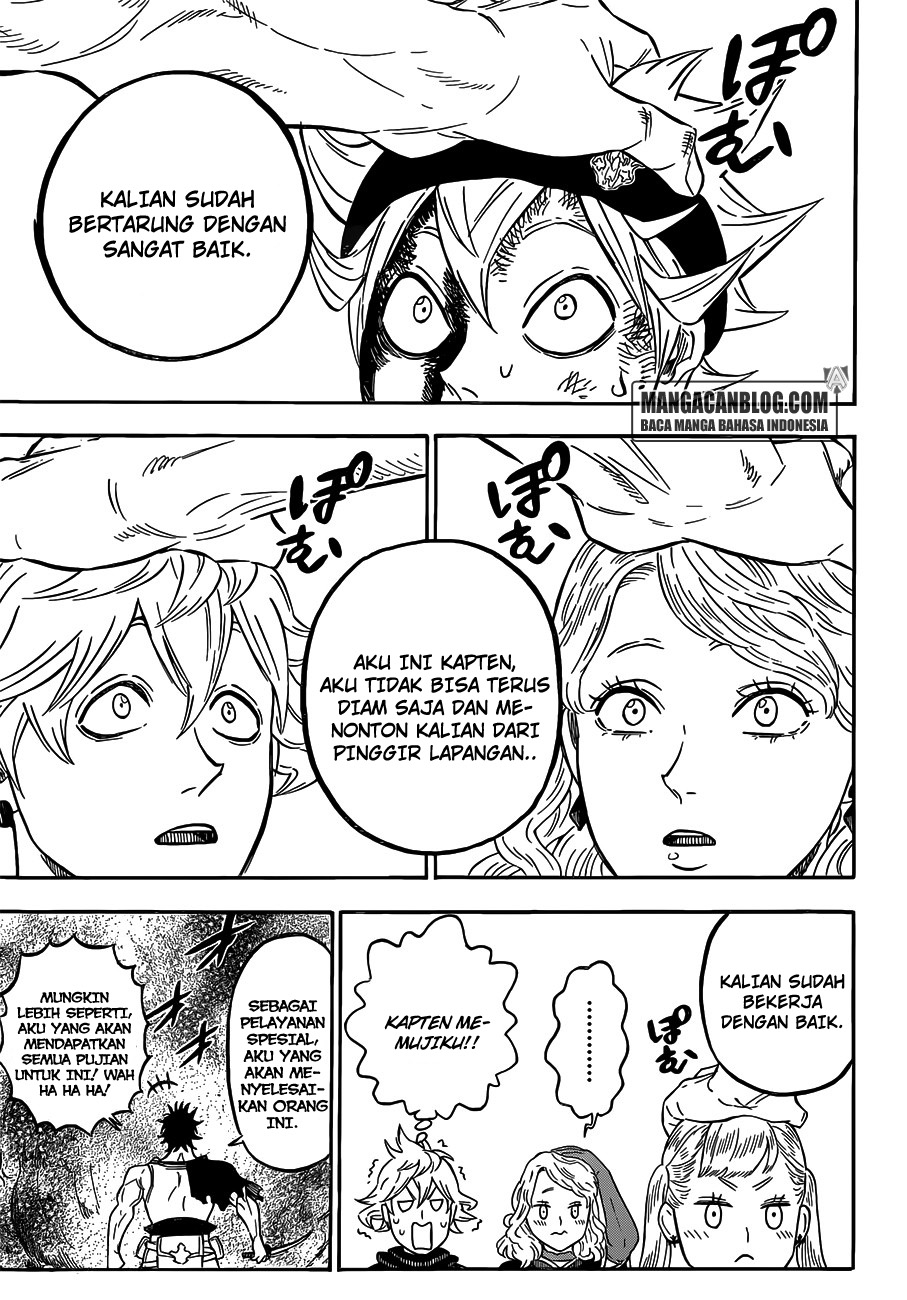 ぽむ
KALIAN SUDAH
BERTARUNG DENGAN
SANGAT BAIK.
MANGACANBLOG.COM
BACA MANGA BAHASA INDONESIA
ぽむ
AKU INI KAPTEN,
AKU TIDAK BISA TERUS
DIAM SAJA DAN ME-
NONTON KALIAN DARI
PINGGIR LAPANGAN..
ぽむ
KALIAN SUDAH
BEKERJA
DENGAN BAIK.
ぽむ
.........
KAPTEN ME-
MUJIKU!!
SEBAGAI
PELAYANAN
SPESIAL,
AKU YANG
AKAN ME-
NYELESAI-
KAN ORANG
INI.
MUNGKIN
LEBIH SEPERTI,
AKU YANG AKAN
MENDAPATKAN
SEMUA PUJIAN
UNTUK INI! WAH
HA HA HA!